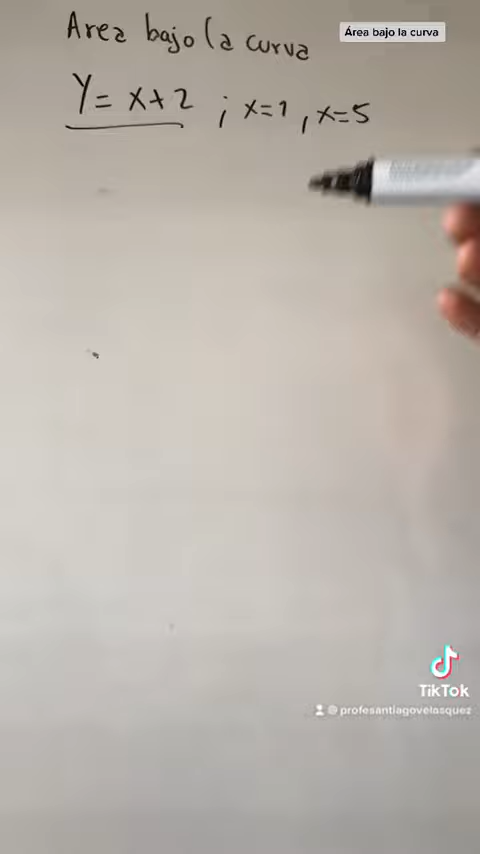 Area bajo la curva
Área bajo la curva
Y= x+2 ; x=1 , x=5
TikTok
@profesantiagovelasquez